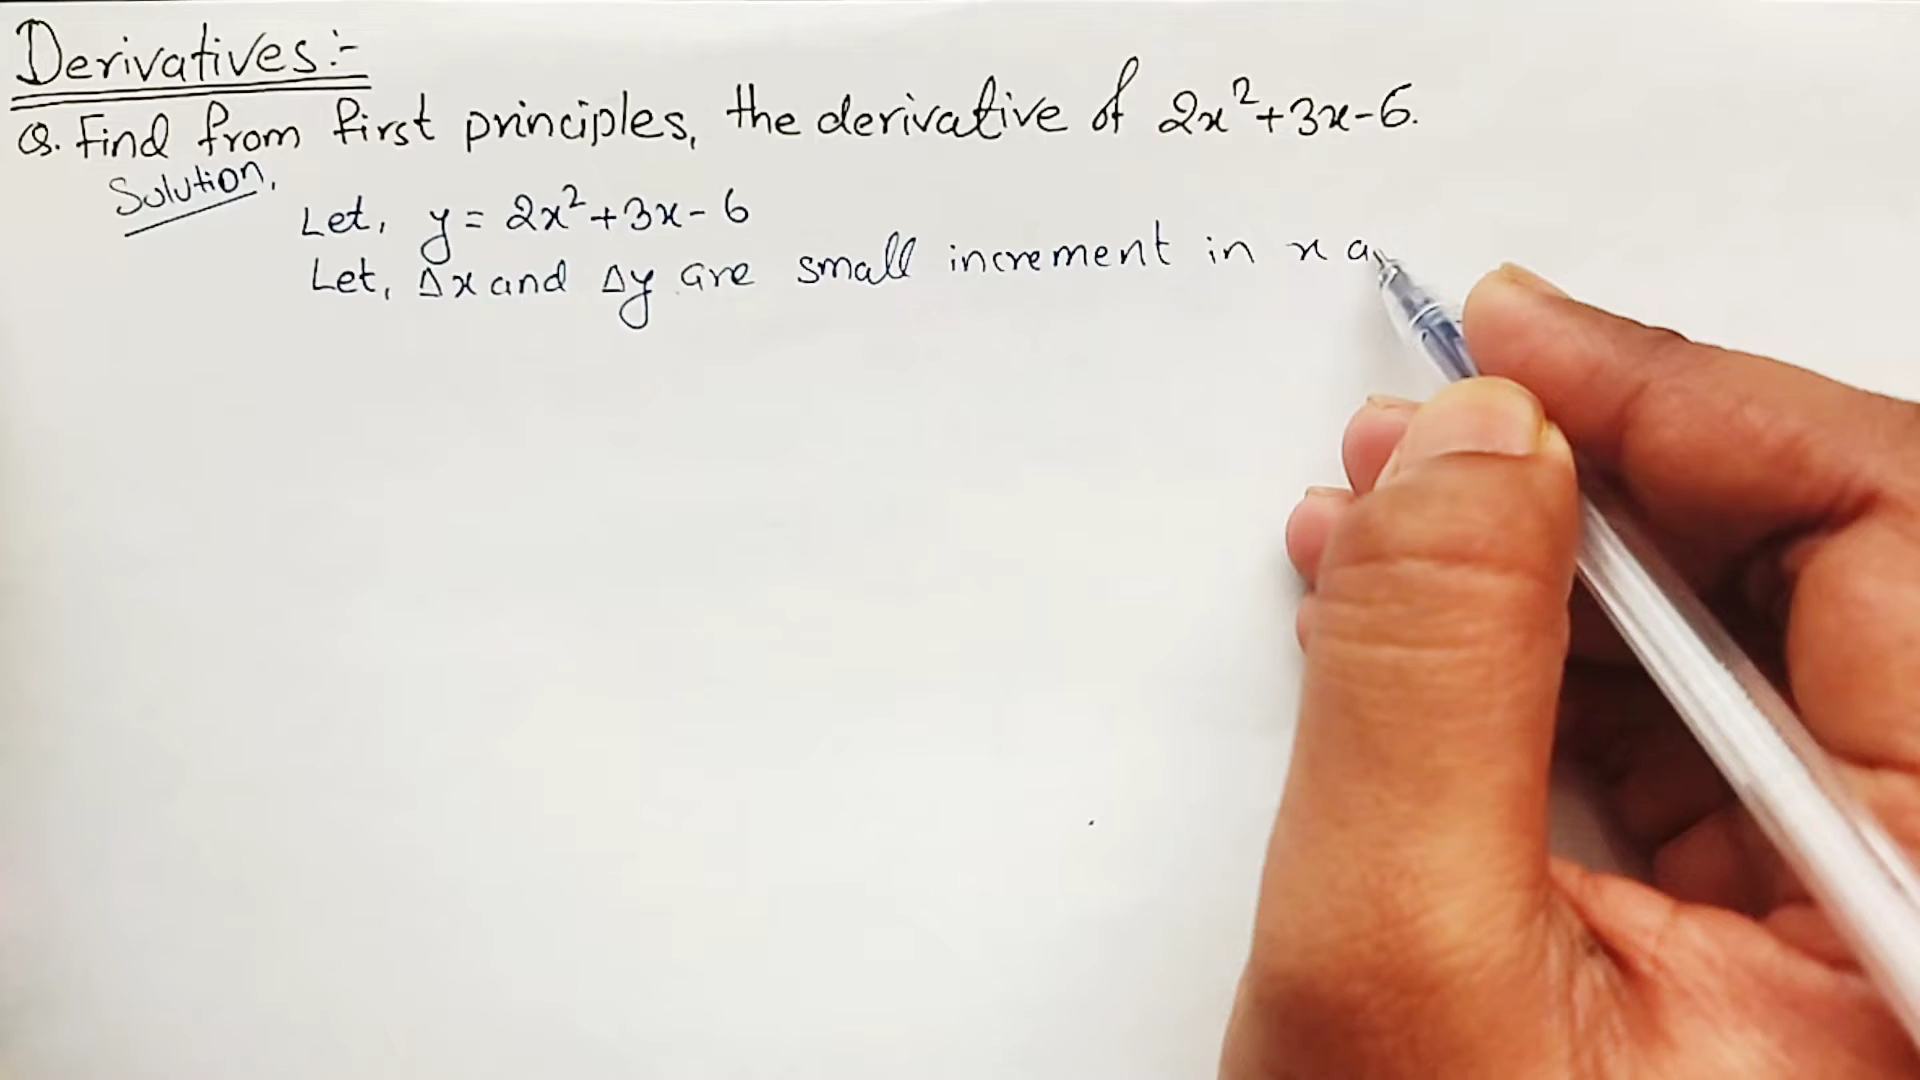 Derivatives:-
Q. Find from first principles, the derivative of 2x²+3x-6.
Solution,
Let, y = 2x²+3x-6
Let, Δx and Δy are small increment in x a